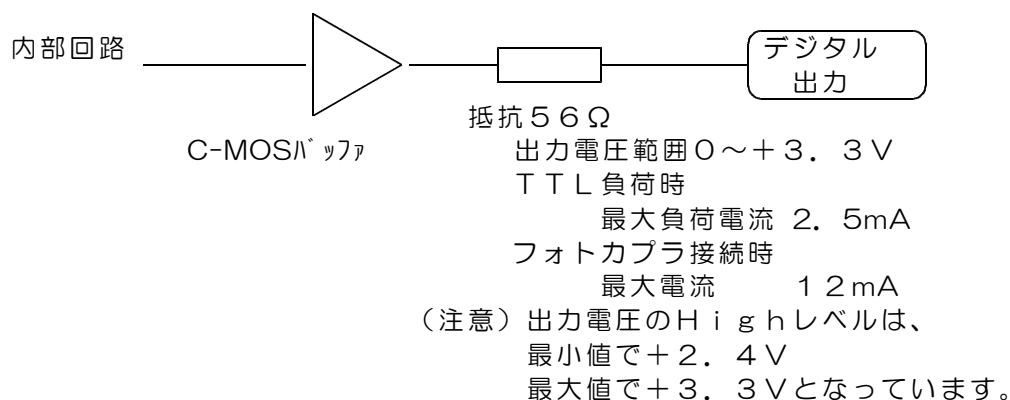 内部回路
デジタル
出力
抵抗５６Ω
C-MOSﾊﾞｯﾌｧ
出力電圧範囲０～＋３．３Ｖ
ＴＴＬ負荷時
最大負荷電流 ２．５mA
フォトカプラ接続時
最大電流　　１２mA
（注意）出力電圧のＨｉｇｈレベルは、
最小値で＋２．４Ｖ
最大値で＋３．３Ｖとなっています。